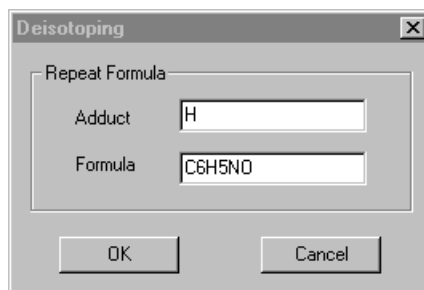 Deisotoping
Repeat Formula
Adduct H
Formula C6H5NO
OK Cancel